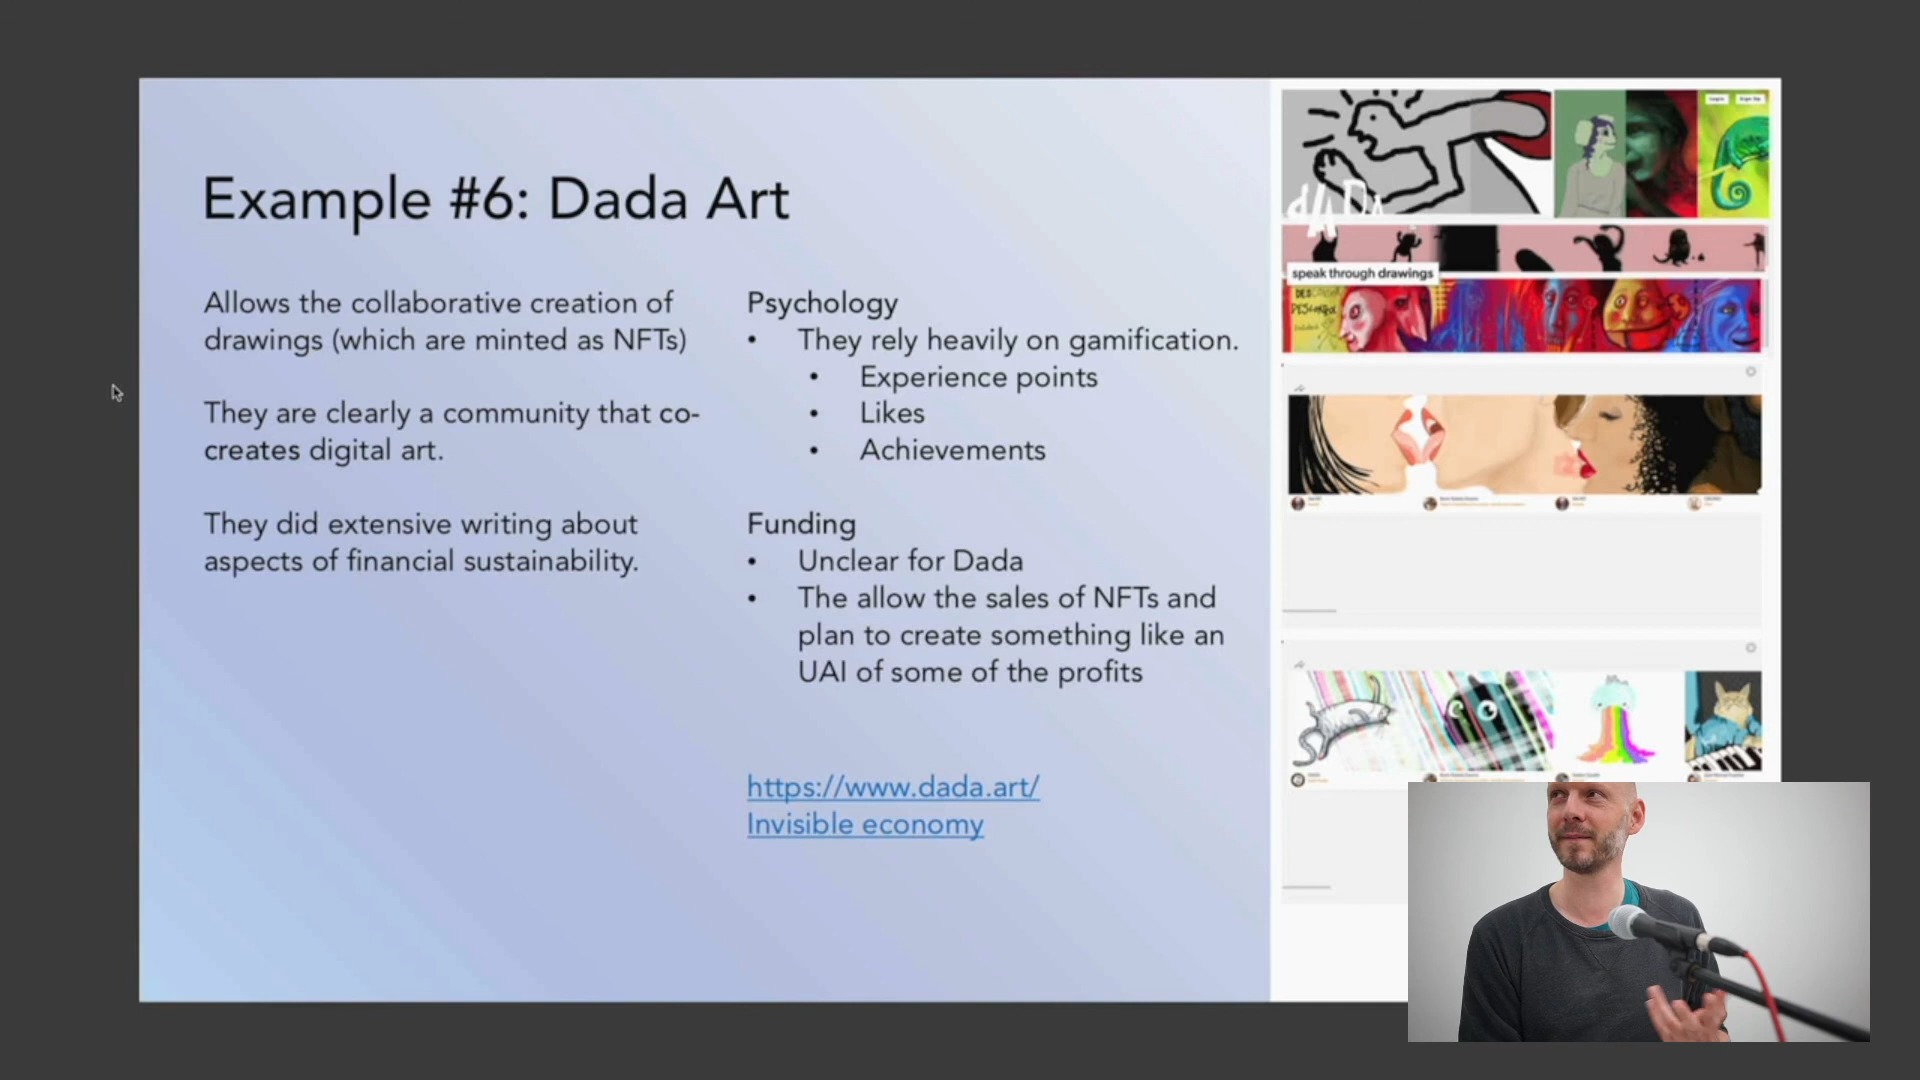 Example #6: Dada Art
Allows the collaborative creation of
drawings (which are minted as NFTs)
They are clearly a community that co-
creates digital art.
They did extensive writing about
aspects of financial sustainability.
Psychology
• They rely heavily on gamification.
• Experience points
• Likes
• Achievements
Funding
• Unclear for Dada
• The allow the sales of NFTs and
plan to create something like an
UAI of some of the profits
https://www.dada.art/
Invisible economy
DADA
speak through drawings